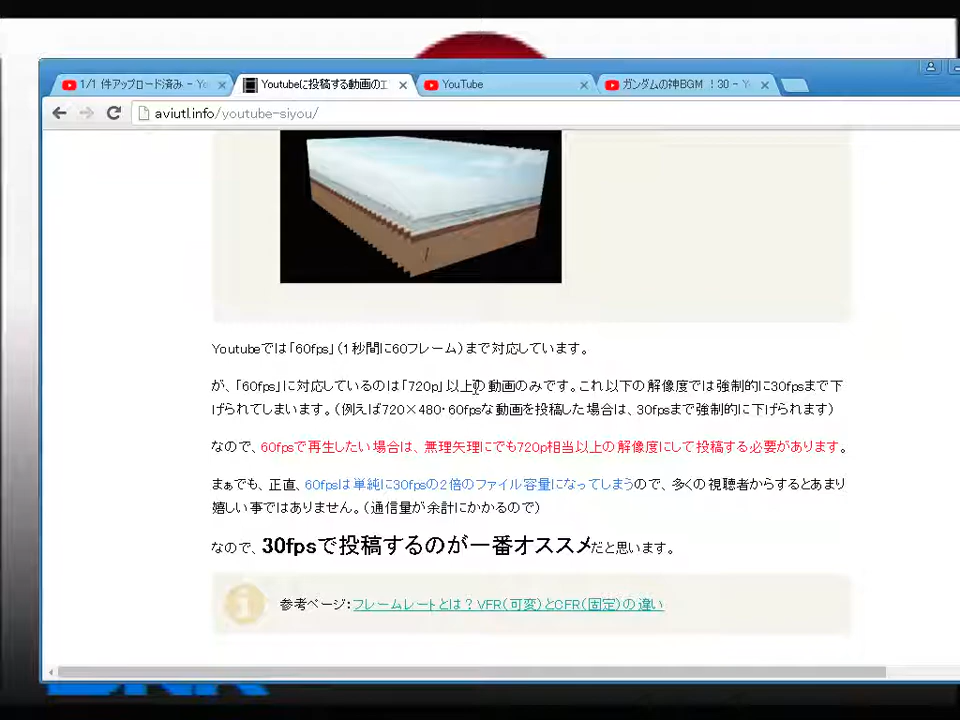 1/1 件アップロード済み - Yo
Youtubeに投稿する動画のエ
YouTube
ガンダムの神BGM ！30 - Y
aviutl.info/youtube-siyou/
Youtubeでは「60fps」（1秒間に60フレーム）まで対応しています。
が、「60fps」に対応しているのは「720p」以上の動画のみです。これ以下の解像度では強制的に30fpsまで下
げられてしまいます。（例えば720×480・60fpsな動画を投稿した場合は、30fpsまで強制的に下げられます）
なので、60fpsで再生したい場合は、無理矢理にでも720p相当以上の解像度にして投稿する必要があります。
まぁでも、正直、60fpsは単純に30fpsの2倍のファイル容量になってしまうので、多くの視聴者からするとあまり
嬉しい事ではありません。（通信量が余計にかかるので）
なので、30fpsで投稿するのが一番オススメだと思います。
参考ページ：フレームレートとは？VFR（可変）とCFR（固定）の違い